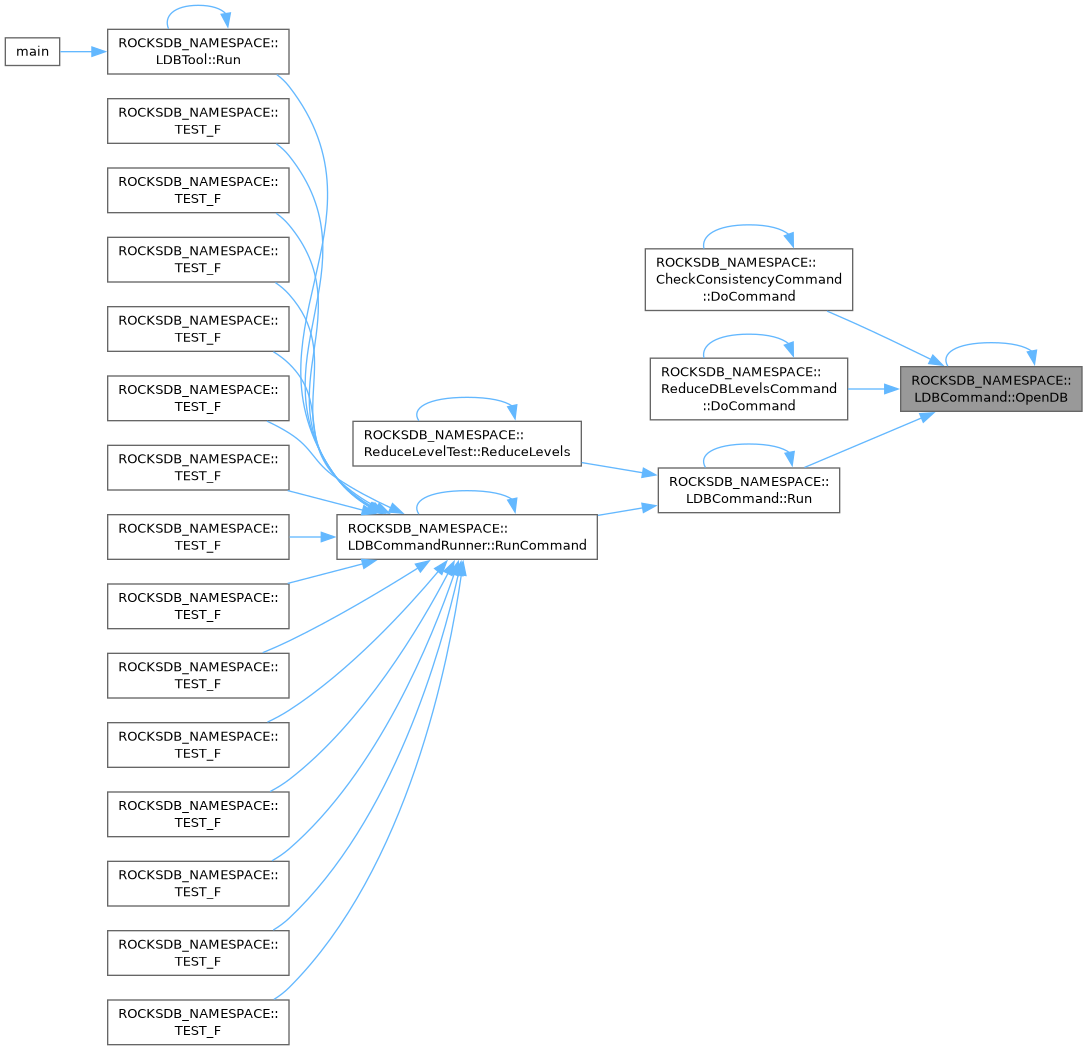 main
ROCKSDB_NAMESPACE::
LDBTool::Run
ROCKSDB_NAMESPACE::
TEST_F
ROCKSDB_NAMESPACE::
TEST_F
ROCKSDB_NAMESPACE::
TEST_F
ROCKSDB_NAMESPACE::
TEST_F
ROCKSDB_NAMESPACE::
TEST_F
ROCKSDB_NAMESPACE::
TEST_F
ROCKSDB_NAMESPACE::
TEST_F
ROCKSDB_NAMESPACE::
TEST_F
ROCKSDB_NAMESPACE::
TEST_F
ROCKSDB_NAMESPACE::
TEST_F
ROCKSDB_NAMESPACE::
TEST_F
ROCKSDB_NAMESPACE::
TEST_F
ROCKSDB_NAMESPACE::
TEST_F
ROCKSDB_NAMESPACE::
TEST_F
ROCKSDB_NAMESPACE::
ReduceLevelTest::ReduceLevels
ROCKSDB_NAMESPACE::
LDBCommandRunner::RunCommand
ROCKSDB_NAMESPACE::
CheckConsistencyCommand
::DoCommand
ROCKSDB_NAMESPACE::
ReduceDBLevelsCommand
::DoCommand
ROCKSDB_NAMESPACE::
LDBCommand::Run
ROCKSDB_NAMESPACE::
LDBCommand::OpenDB